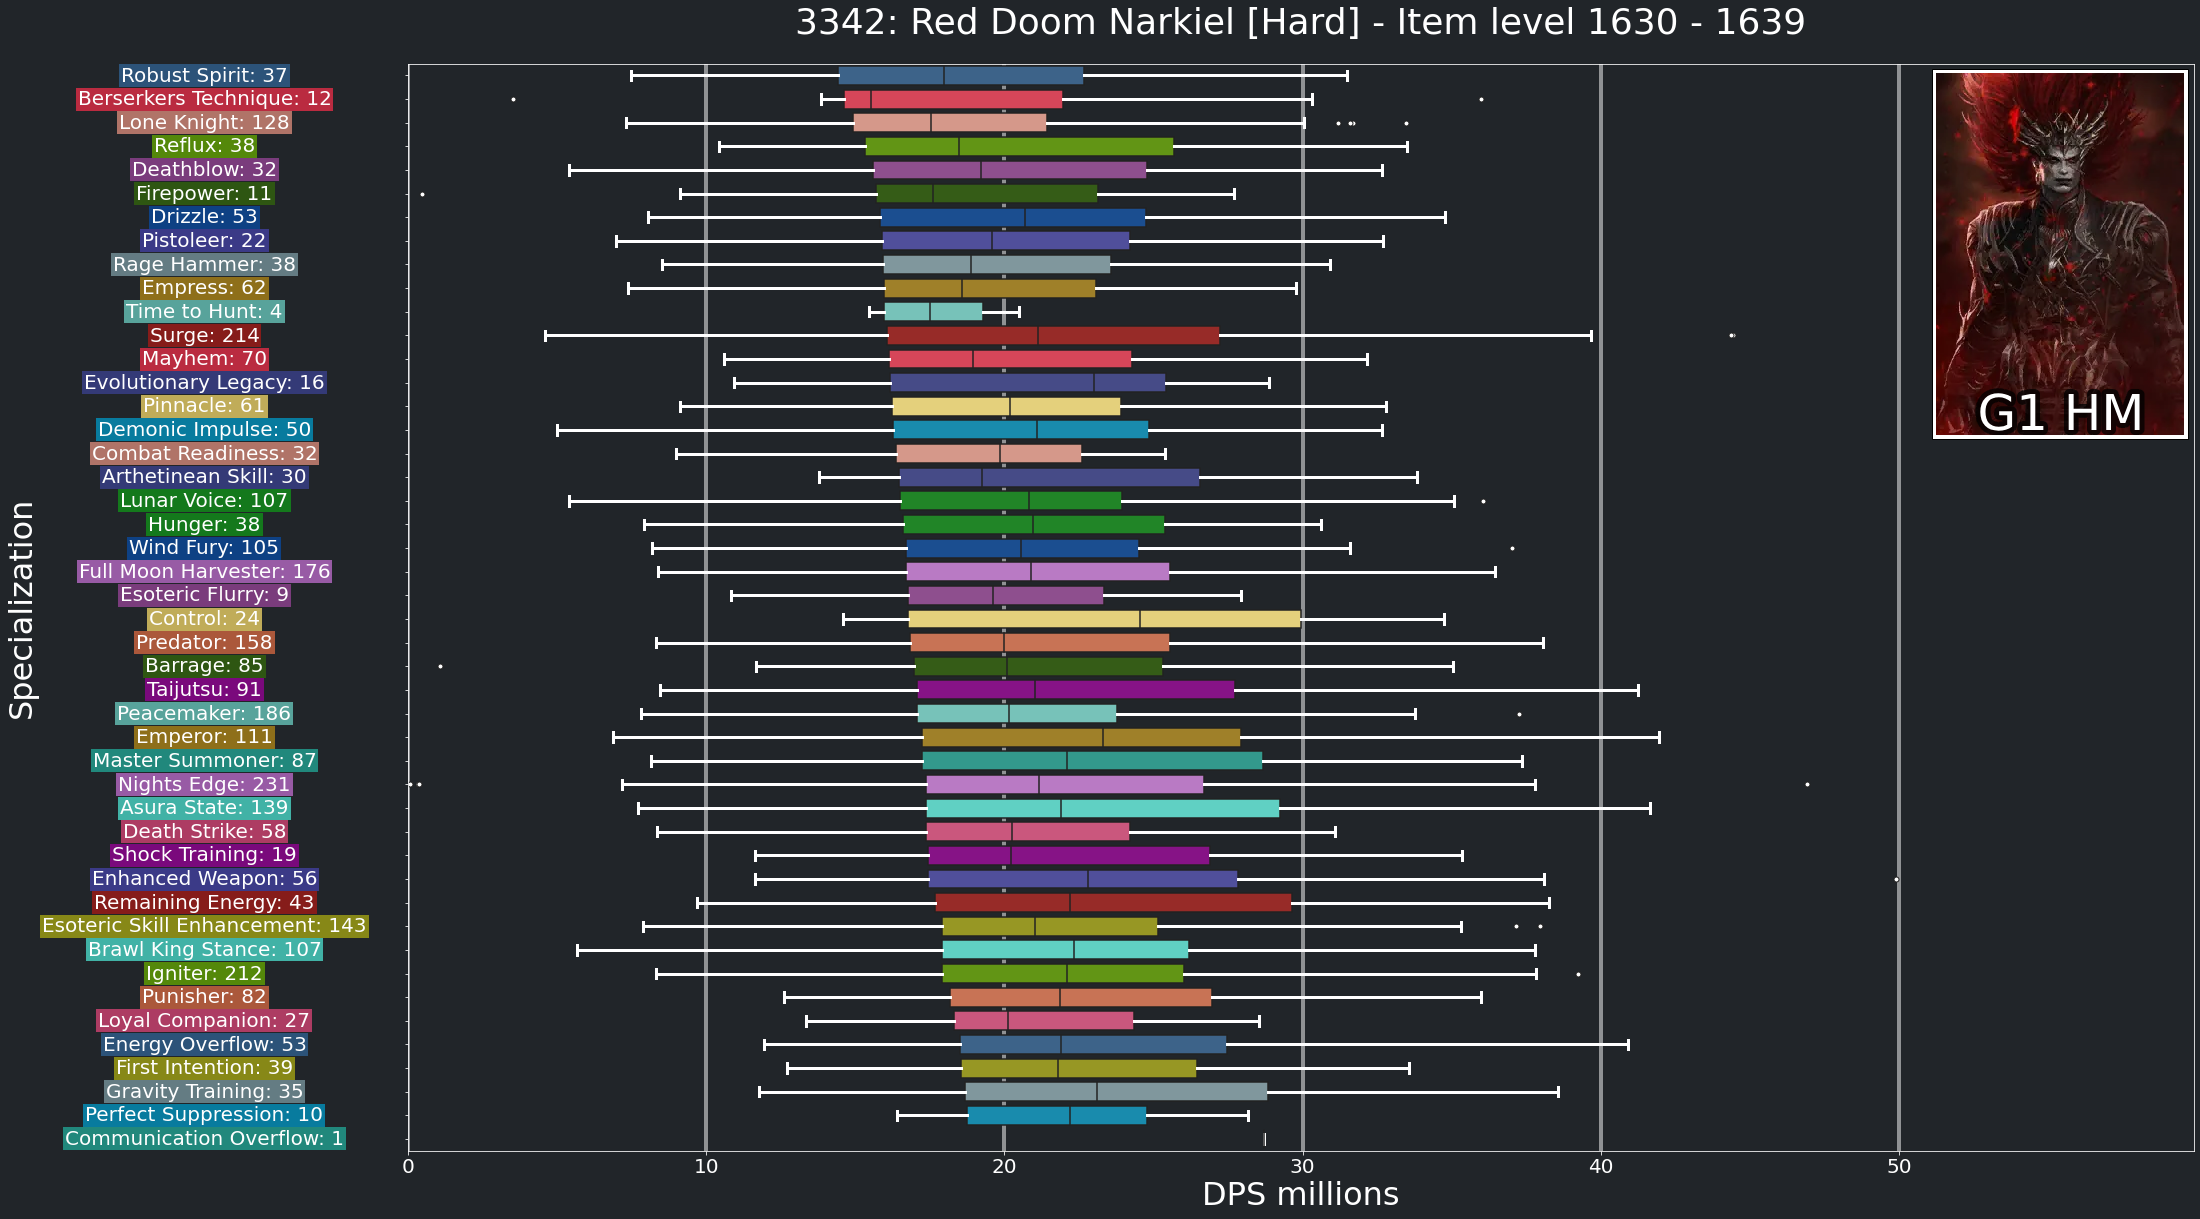 3342: Red Doom Narkiel [Hard] - Item level 1630 - 1639
Robust Spirit: 37
Berserkers Technique: 12
Lone Knight: 128
Reflux: 38
Deathblow: 32
Firepower: 11
Drizzle: 53
Pistoleer: 22
Rage Hammer: 38
Empress: 62
Time to Hunt: 4
Surge: 214
Mayhem: 70
Evolutionary Legacy: 16
Pinnacle: 61
Demonic Impulse: 50
Combat Readiness: 32
Arthetinean Skill: 30
Lunar Voice: 107
Hunger: 38
Wind Fury: 105
Full Moon Harvester: 176
Esoteric Flurry: 9
Control: 24
Predator: 158
Barrage: 85
Taijutsu: 91
Peacemaker: 186
Emperor: 111
Master Summoner: 87
Nights Edge: 231
Asura State: 139
Death Strike: 58
Shock Training: 19
Enhanced Weapon: 56
Remaining Energy: 43
Esoteric Skill Enhancement: 143
Brawl King Stance: 107
Igniter: 212
Punisher: 82
Loyal Companion: 27
Energy Overflow: 53
First Intention: 39
Gravity Training: 35
Perfect Suppression: 10
Communication Overflow: 1
Specialization
G1 HM
0 10 20 30 40 50
DPS millions